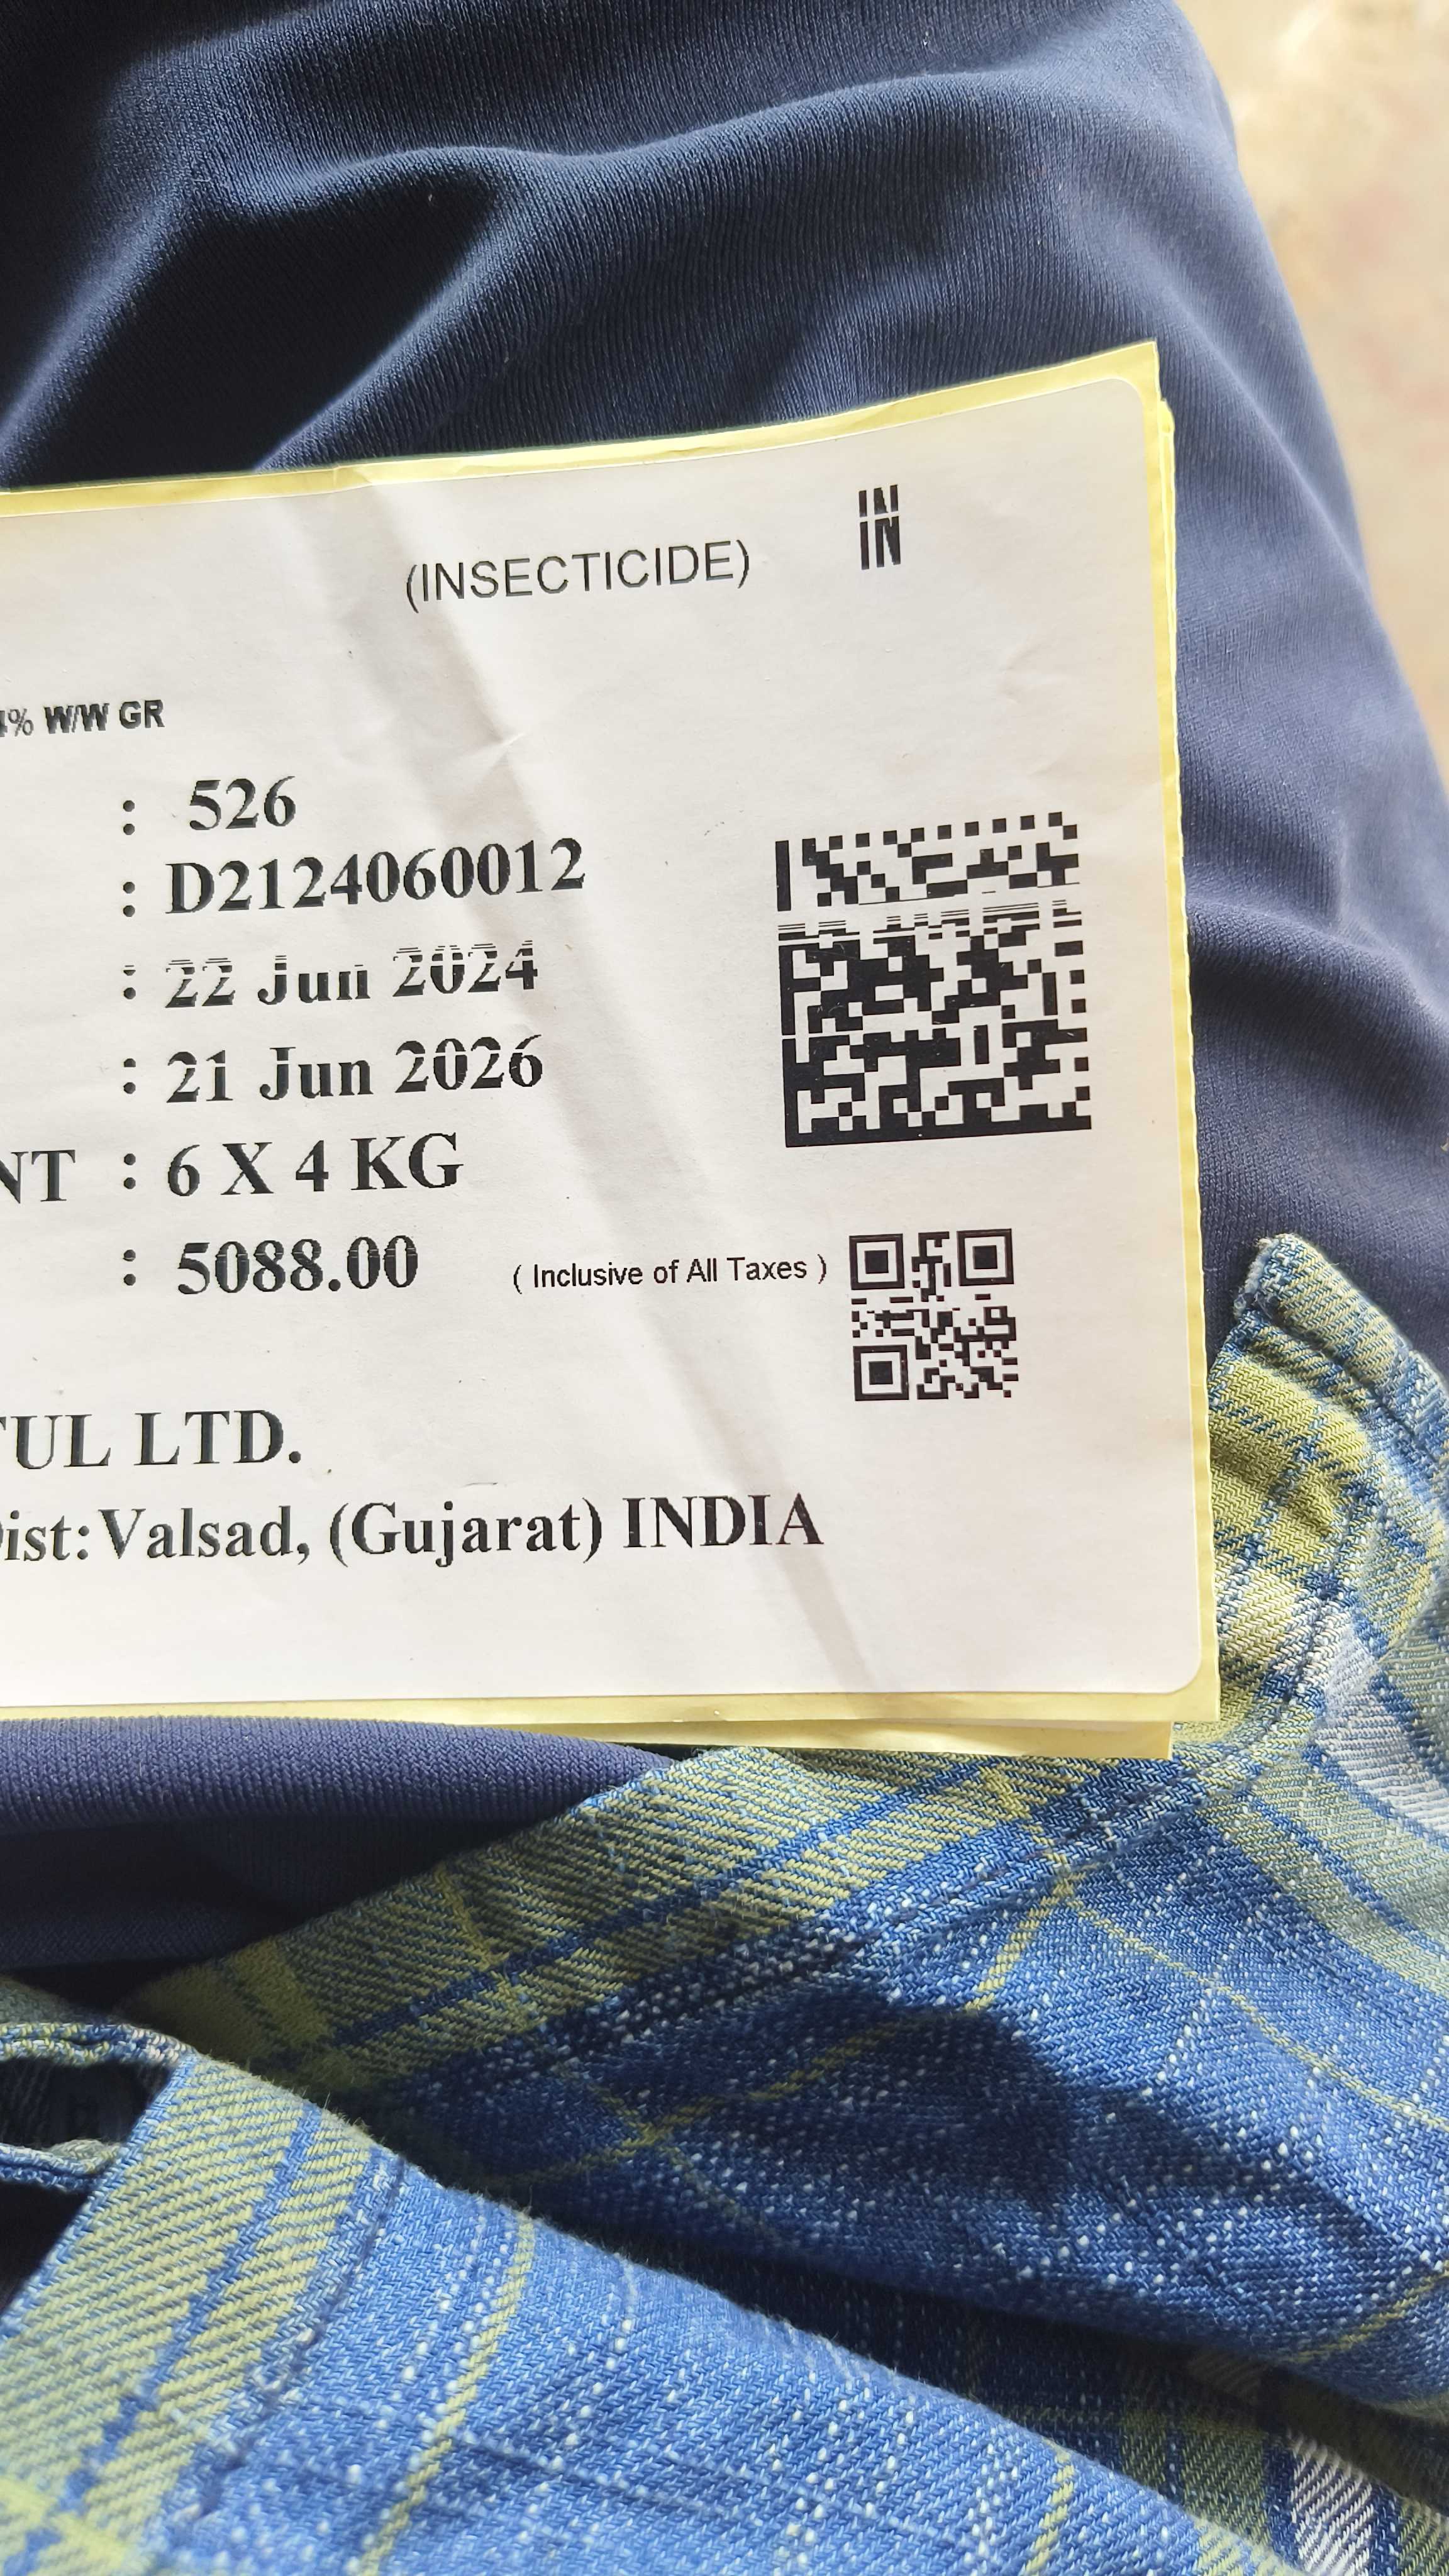 (INSECTICIDE) IN
4% W/W GR
: 526
: D2124060012
: 22 Jun 2024
: 21 Jun 2026
NT : 6 X 4 KG
: 5088.00 ( Inclusive of All Taxes )
UL LTD.
ist: Valsad, (Gujarat) INDIA